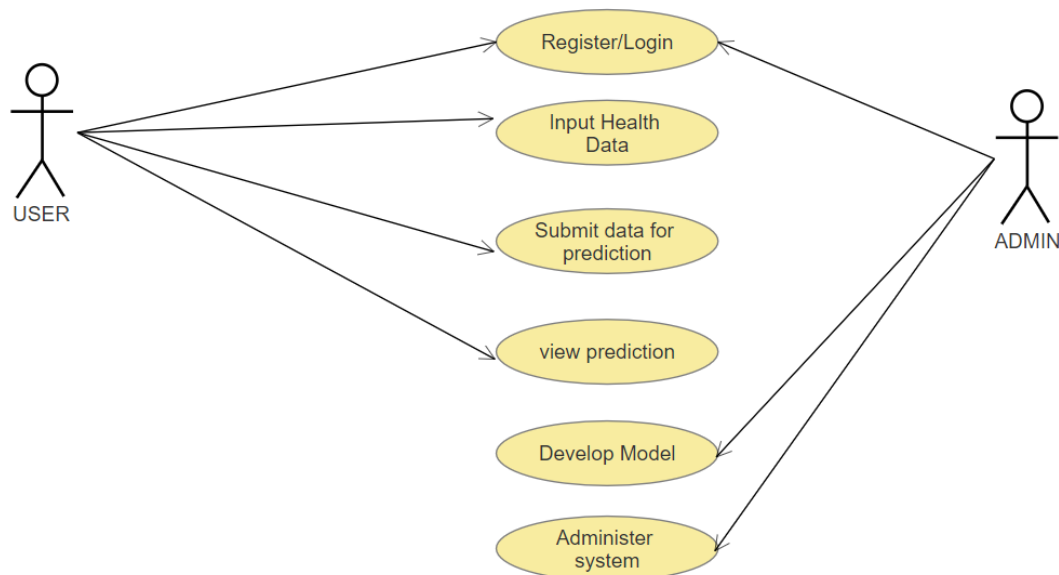 Register/Login
Input Health
Data
USER
Submit data for
prediction
ADMIN
view prediction
Develop Model
Administer
system